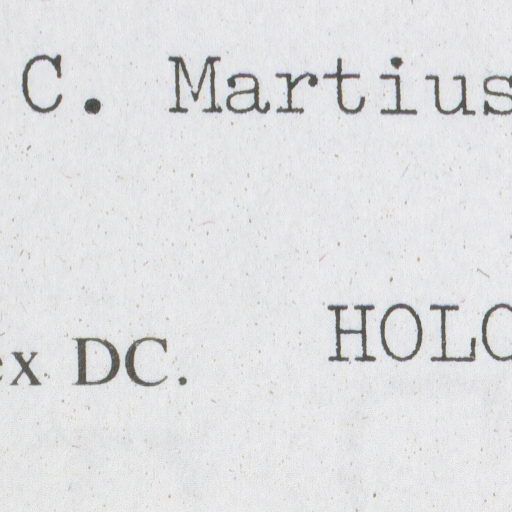 C. Martius
ex DC.
HOLO